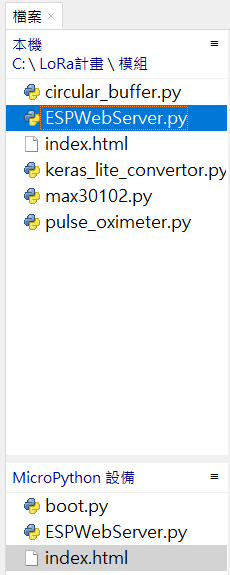 檔案 ×
本機 ≡
C: \ LoRa計畫 \ 模組
circular_buffer.py
ESPWebServer.py
index.html
keras_lite_convertor.py
max30102.py
pulse_oximeter.py
MicroPython 設備 ≡
boot.py
ESPWebServer.py
index.html